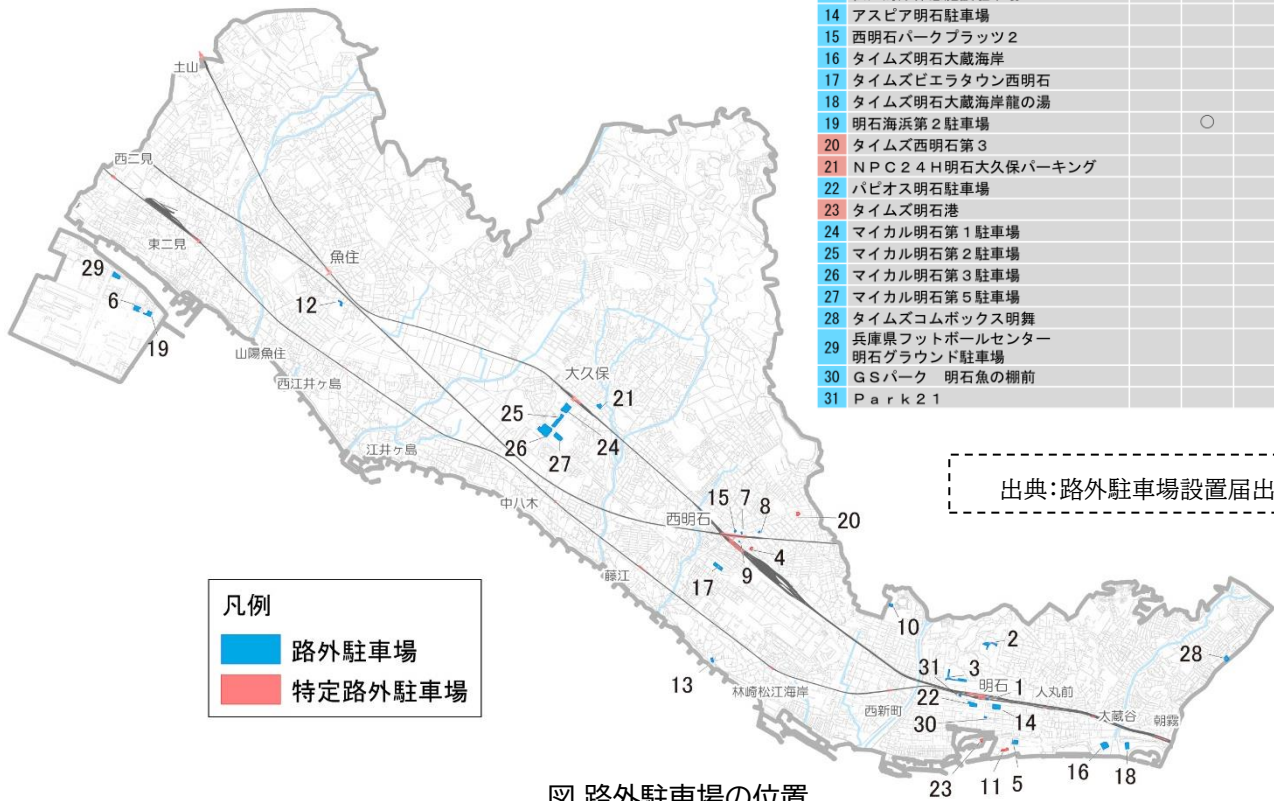 14 アスピア明石駐車場
15 西明石パークプラッツ２
16 タイムズ明石大蔵海岸
17 タイムズビエラタウン西明石
18 タイムズ明石大蔵海岸龍の湯
19 明石海浜第２駐車場 ○
20 タイムズ西明石第３
21 ＮＰＣ２４Ｈ明石大久保パーキング
22 パピオス明石駐車場
23 タイムズ明石港
24 マイカル明石第１駐車場
25 マイカル明石第２駐車場
26 マイカル明石第３駐車場
27 マイカル明石第５駐車場
28 タイムズコムボックス明舞
29 兵庫県フットボールセンター
明石グラウンド駐車場
30 ＧＳパーク　明石魚の棚前
31 Ｐａｒｋ２１
出典：路外駐車場設置届出
土山
西二見
東二見
29
6
19
魚住
12
山陽魚住
西江井ヶ島
江井ヶ島
大久保
21
25
24
26
27
中八木
西明石
15
7
8
20
4
9
17
藤江
13
林崎松江海岸
10
2
28
31
3
明石
1
人丸前
22
西新町
30
14
大蔵谷
朝霧
23
11
5
16
18
凡例
路外駐車場
特定路外駐車場
図 路外駐車場の位置